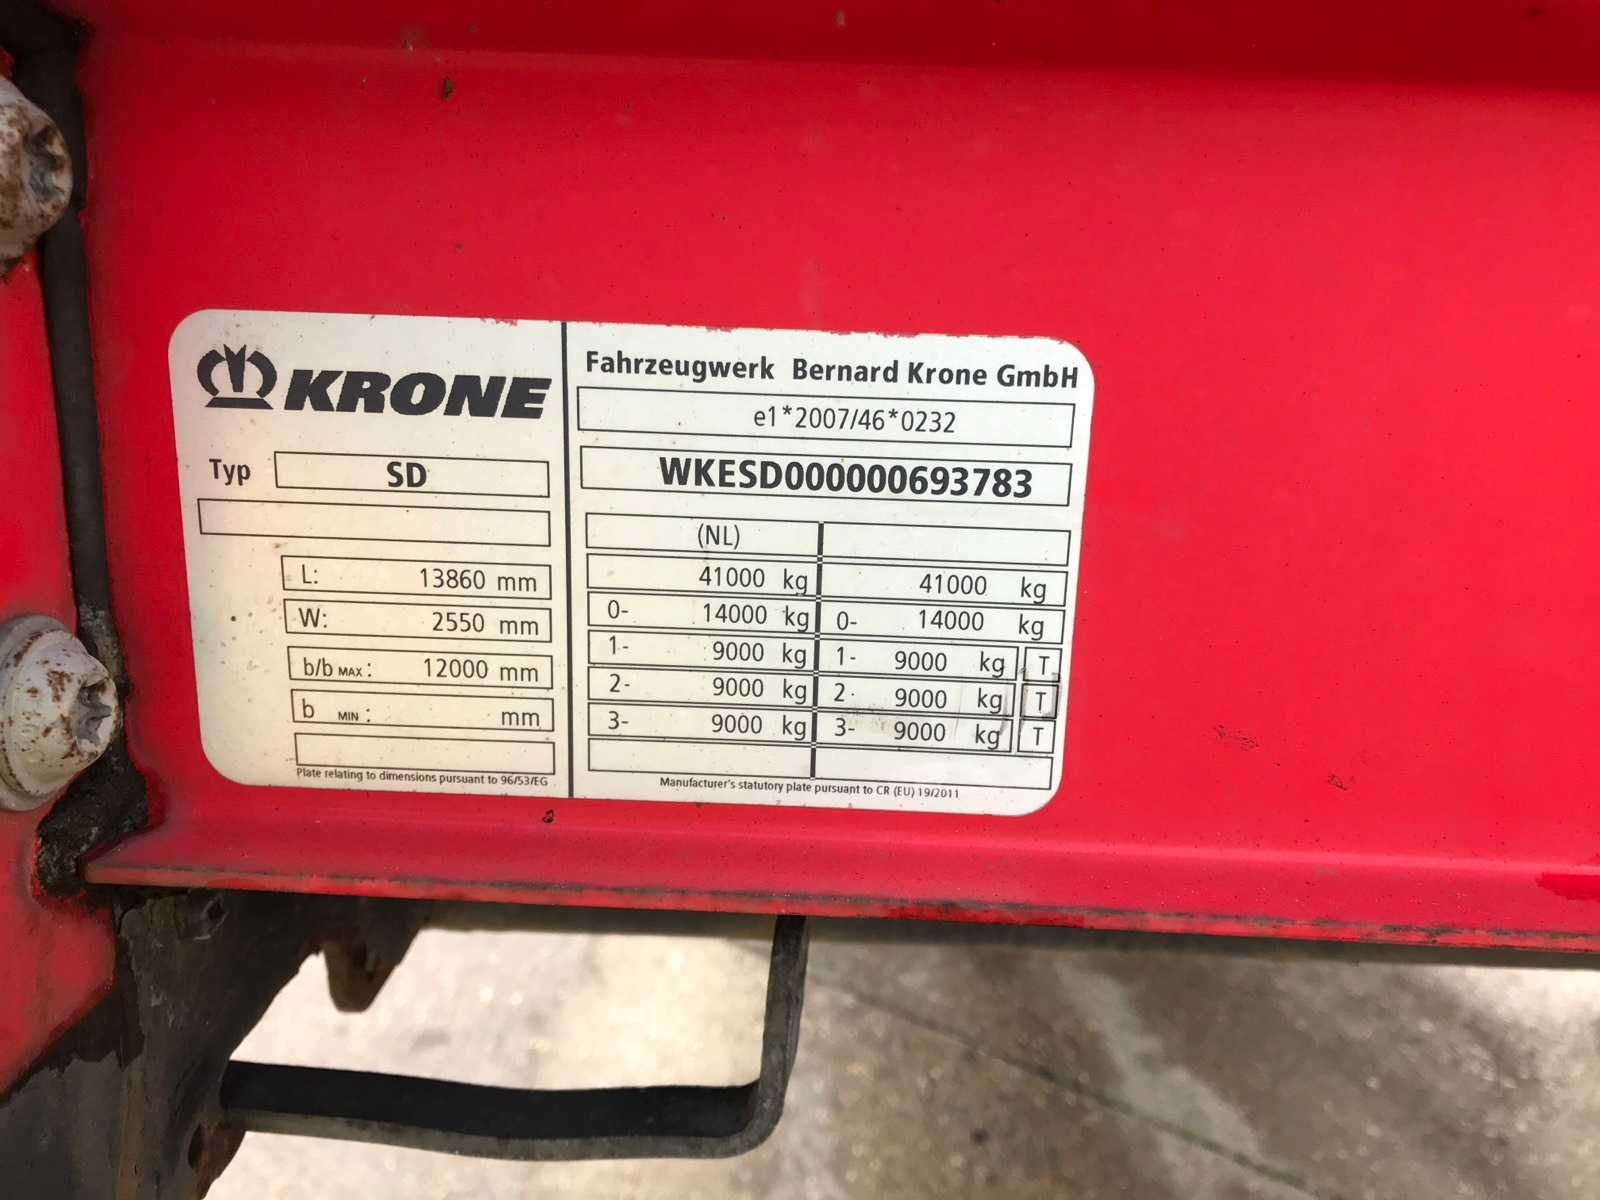 KRONE
Typ SD
L: 13860 mm
W: 2550 mm
b/b MAX : 12000 mm
b MIN : mm
Plate relating to dimensions pursuant to 96/53/EG
Fahrzeugwerk Bernard Krone GmbH
e1*2007/46*0232
WKESD000000693783
(NL)
41000 kg 41000 kg
0- 14000 kg 0- 14000 kg
1- 9000 kg 1- 9000 kg T
2- 9000 kg 2- 9000 kg T
3- 9000 kg 3- 9000 kg T
Manufacturer's statutory plate pursuant to CR (EU) 19/2011